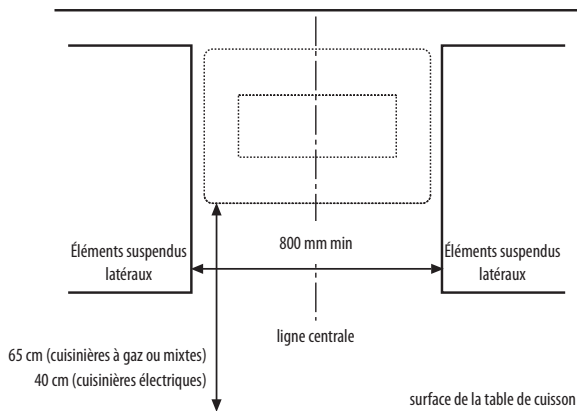 Éléments suspendus
latéraux
800 mm min
Éléments suspendus
latéraux
ligne centrale
65 cm (cuisinières à gaz ou mixtes)
40 cm (cuisinières électriques)
surface de la table de cuisson